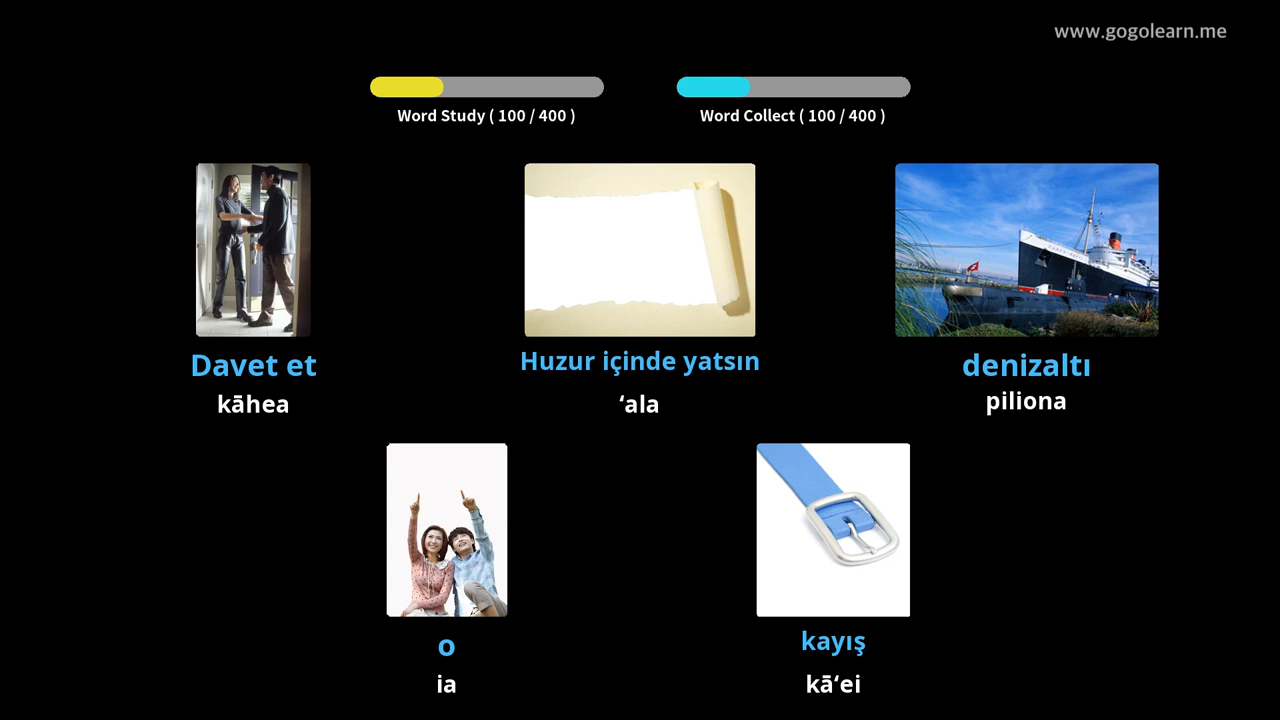 www.gogolearn.me
Word Study ( 100 / 400 )
Word Collect ( 100 / 400 )
Davet et
kāhea
Huzur içinde yatsın
ʻala
denizaltı
piliona
o
ia
kayış
kāʻei